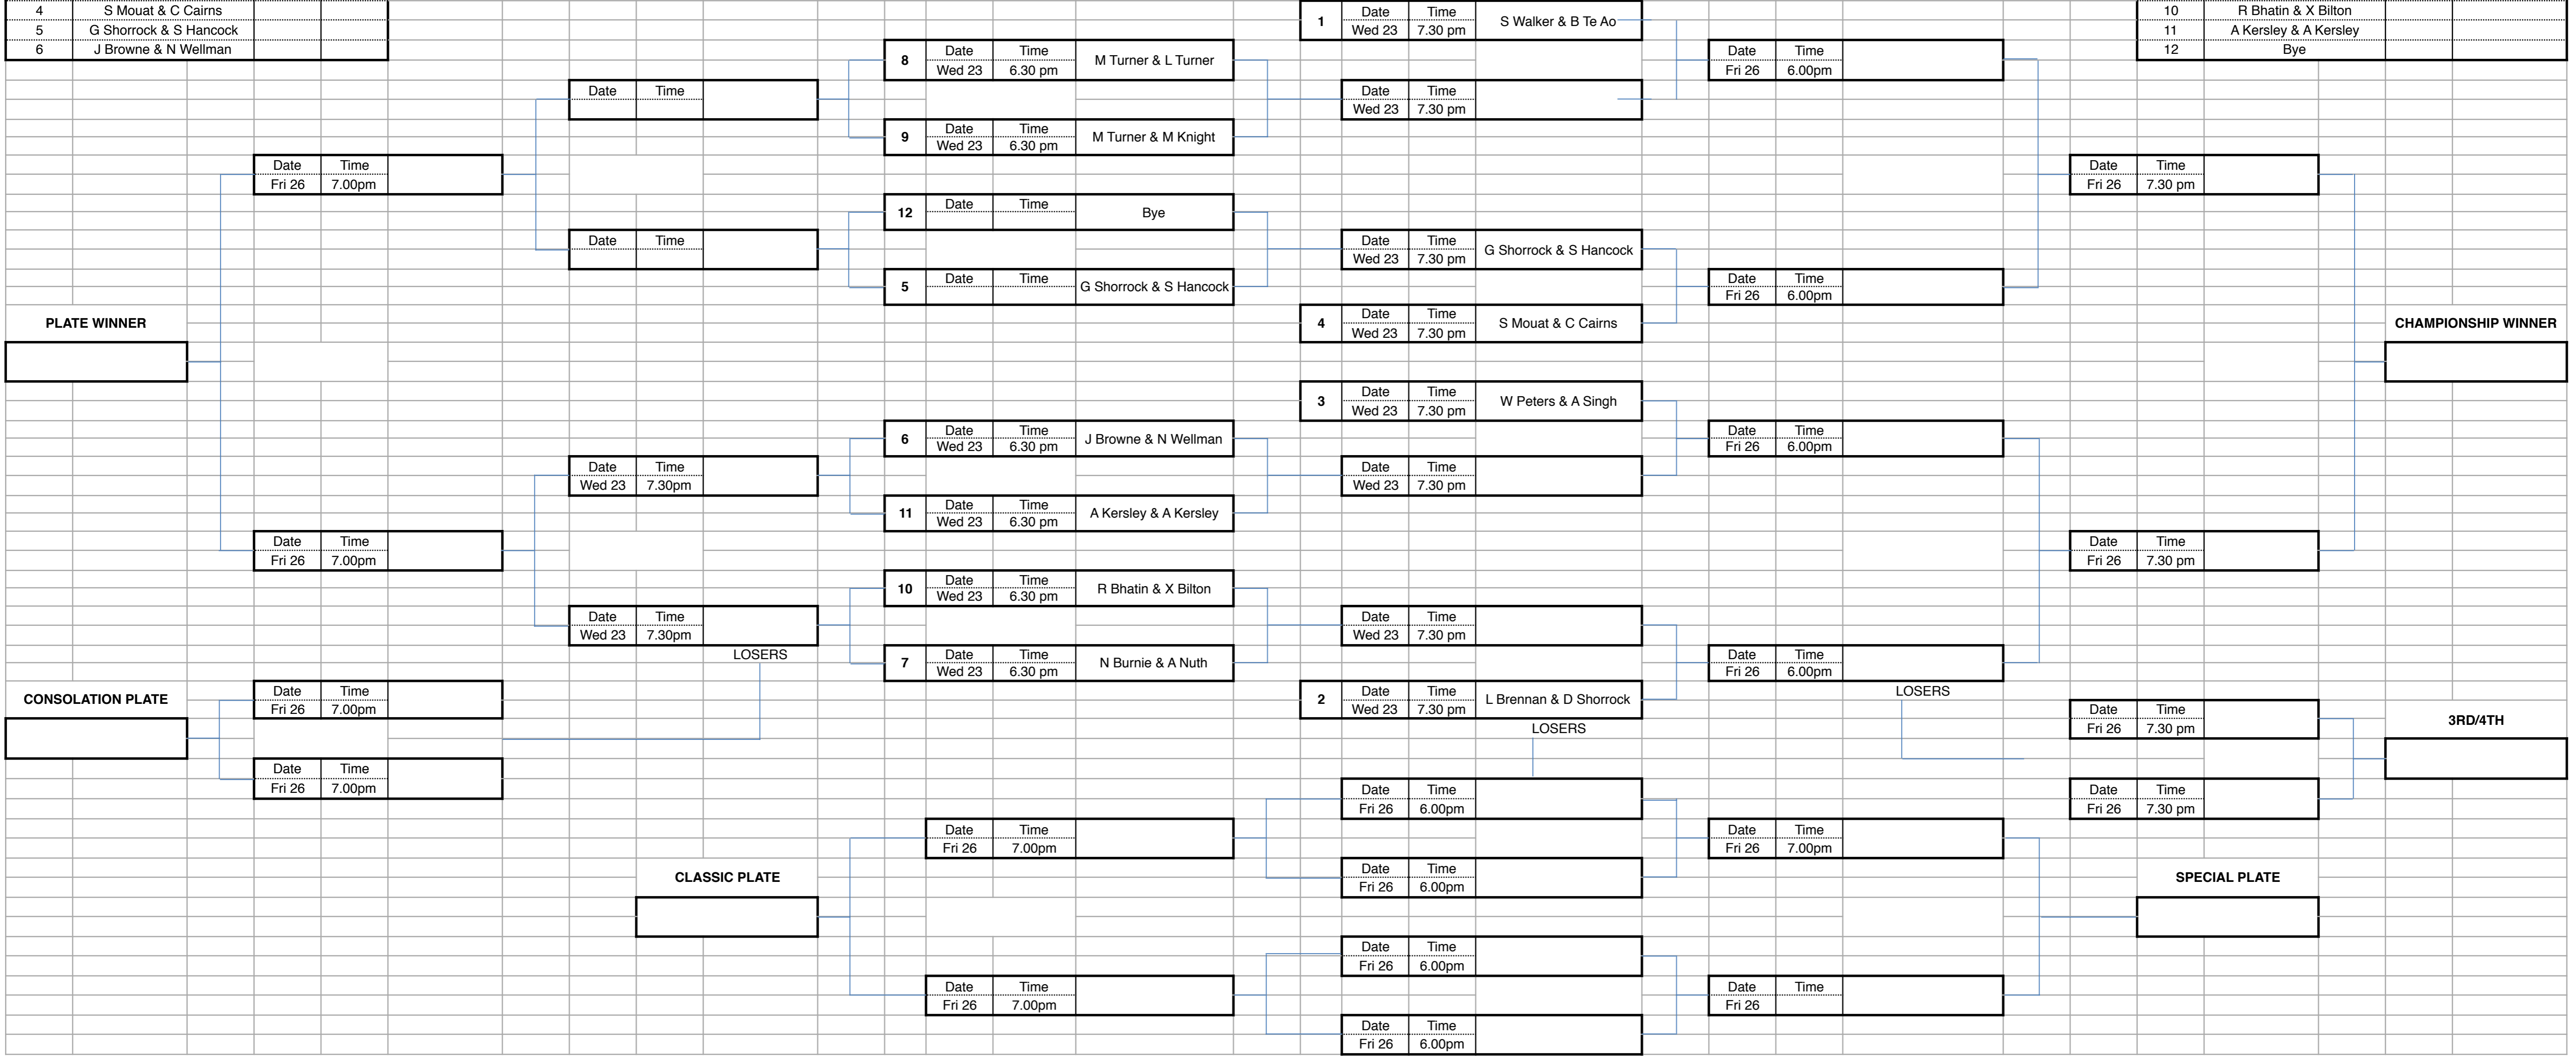 4 S Mouat & C Cairns
5 G Shorrock & S Hancock
6 J Browne & N Wellman
10 R Bhatin & X Bilton
11 A Kersley & A Kersley
12 Bye
1 Date Time S Walker & B Te Ao
Wed 23 7.30 pm
8 Date Time M Turner & L Turner
Wed 23 6.30 pm
Date Time
Fri 26 6.00pm
Date Time
Date Time
Wed 23 7.30 pm
9 Date Time M Turner & M Knight
Wed 23 6.30 pm
Date Time
Fri 26 7.00pm
Date Time
Fri 26 7.30 pm
12 Date Time Bye
Date Time
Date Time G Shorrock & S Hancock
Wed 23 7.30 pm
5 Date Time G Shorrock & S Hancock
Date Time
Fri 26 6.00pm
PLATE WINNER
4 Date Time S Mouat & C Cairns
Wed 23 7.30 pm
CHAMPIONSHIP WINNER
3 Date Time W Peters & A Singh
Wed 23 7.30 pm
6 Date Time J Browne & N Wellman
Wed 23 6.30 pm
Date Time
Fri 26 6.00pm
Date Time
Wed 23 7.30pm
Date Time
Wed 23 7.30 pm
11 Date Time A Kersley & A Kersley
Wed 23 6.30 pm
Date Time
Fri 26 7.00pm
Date Time
Fri 26 7.30 pm
10 Date Time R Bhatin & X Bilton
Wed 23 6.30 pm
Date Time
Wed 23 7.30pm
LOSERS
Date Time
Wed 23 7.30 pm
7 Date Time N Burnie & A Nuth
Wed 23 6.30 pm
Date Time
Fri 26 6.00pm
LOSERS
CONSOLATION PLATE
Date Time
Fri 26 7.00pm
2 Date Time L Brennan & D Shorrock
Wed 23 7.30 pm
LOSERS
Date Time
Fri 26 7.30 pm
3RD/4TH
Date Time
Fri 26 7.00pm
Date Time
Fri 26 6.00pm
Date Time
Fri 26 7.30 pm
Date Time
Fri 26 7.00pm
Date Time
Fri 26 7.00pm
CLASSIC PLATE
Date Time
Fri 26 6.00pm
SPECIAL PLATE
Date Time
Fri 26 6.00pm
Date Time
Fri 26 7.00pm
Date Time
Fri 26
Date Time
Fri 26 6.00pm